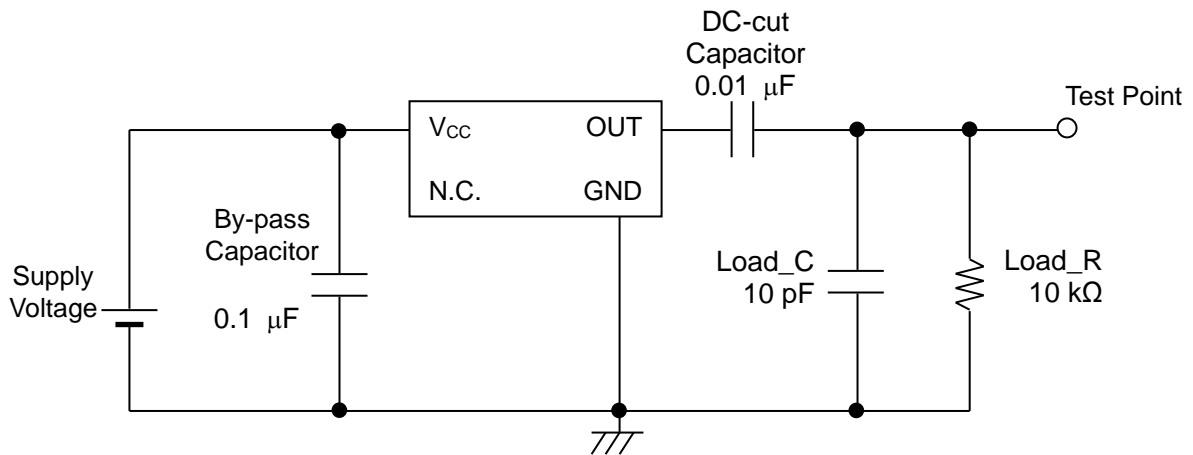 DC-cut
Capacitor
0.01 μF
Test Point
VCC
OUT
N.C.
GND
By-pass
Capacitor
0.1 μF
Supply
Voltage
Load_C
10 pF
Load_R
10 kΩ